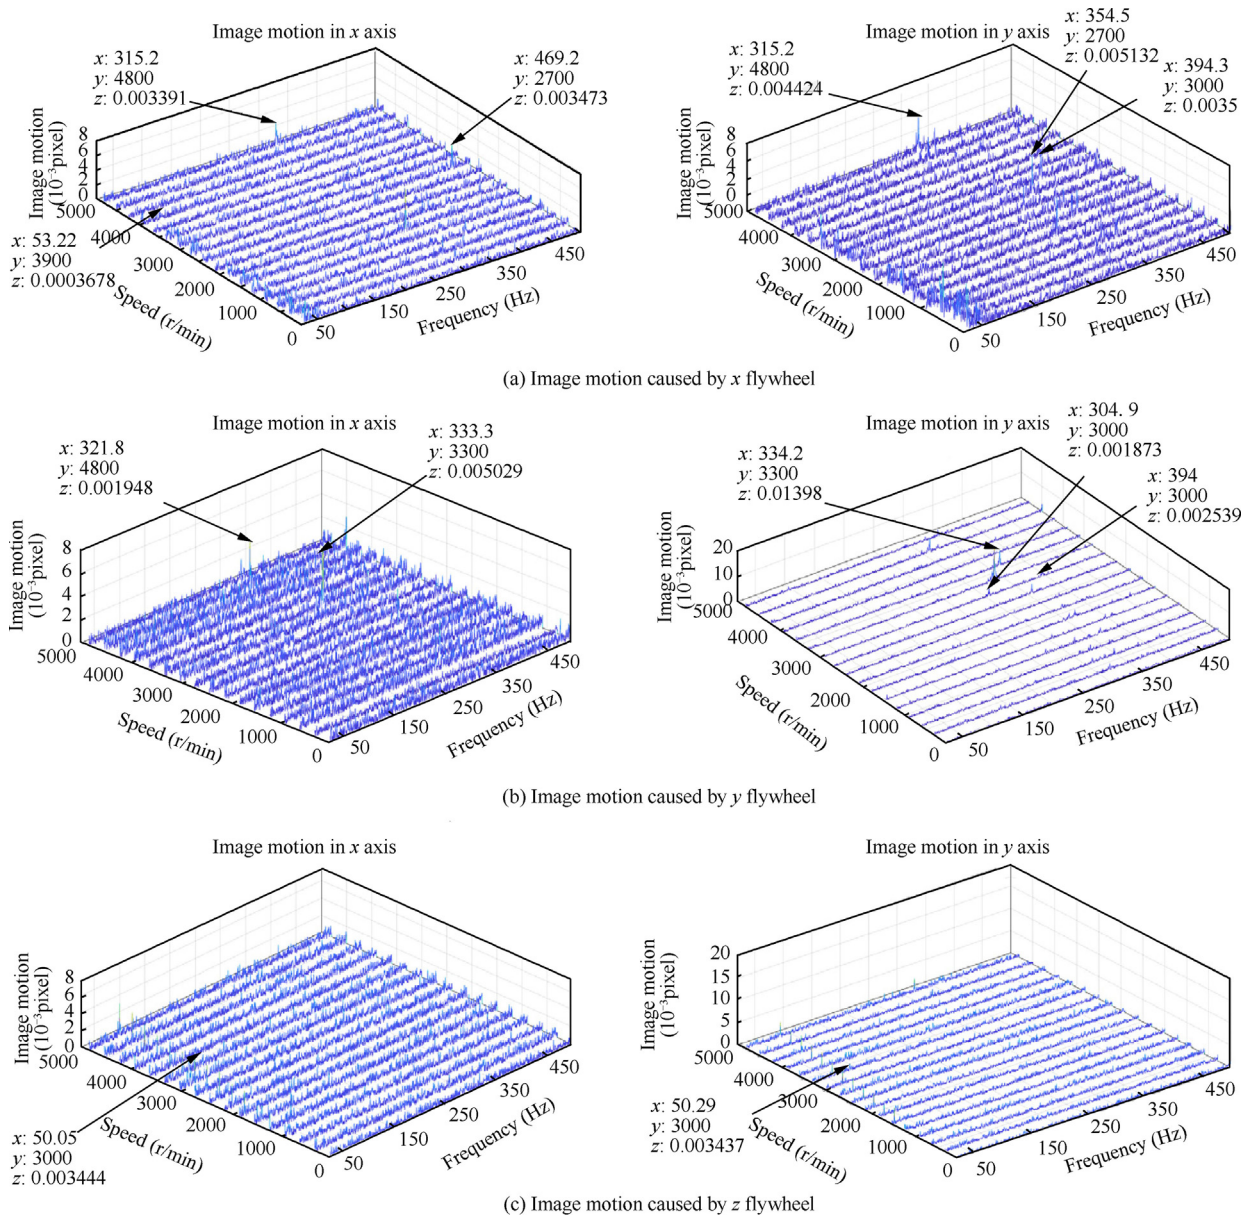 Image motion in x axis
x: 315.2
y: 4800
z: 0.003391
x: 469.2
y: 2700
z: 0.003473
Image motion
(10⁻³pixel)
8
6
4
2
0
5000
4000
3000
2000
1000
0
x: 53.22
y: 3900
z: 0.0003678
Speed (r/min)
50
150
250
350
450
Frequency (Hz)
Image motion in y axis
x: 315.2
y: 4800
z: 0.004424
x: 354.5
y: 2700
z: 0.005132
x: 394.3
y: 3000
z: 0.0035
Image motion
(10⁻³pixel)
6
4
2
0
5000
4000
3000
2000
1000
0
Speed (r/min)
50
150
250
350
450
Frequency (Hz)
(a) Image motion caused by x flywheel
Image motion in x axis
x: 321.8
y: 4800
z: 0.001948
x: 333.3
y: 3300
z: 0.005029
Image motion
(10⁻³pixel)
8
6
4
2
0
5000
4000
3000
2000
1000
0
Speed (r/min)
50
150
250
350
450
Frequency (Hz)
Image motion in y axis
x: 334.2
y: 3300
z: 0.01398
x: 304. 9
y: 3000
z: 0.001873
x: 394
y: 3000
z: 0.002539
Image motion
(10⁻³pixel)
20
10
0
5000
4000
3000
2000
1000
0
Speed (r/min)
50
150
250
350
450
Frequency (Hz)
(b) Image motion caused by y flywheel
Image motion in x axis
Image motion
(10⁻³pixel)
8
6
4
2
0
5000
4000
3000
2000
1000
0
x: 50.05
y: 3000
z: 0.003444
Speed (r/min)
50
150
250
350
450
Frequency (Hz)
Image motion in y axis
Image motion
(10⁻³pixel)
20
15
10
5
0
5000
4000
3000
2000
1000
0
x: 50.29
y: 3000
z: 0.003437
Speed (r/min)
50
150
250
350
450
Frequency (Hz)
(c) Image motion caused by z flywheel